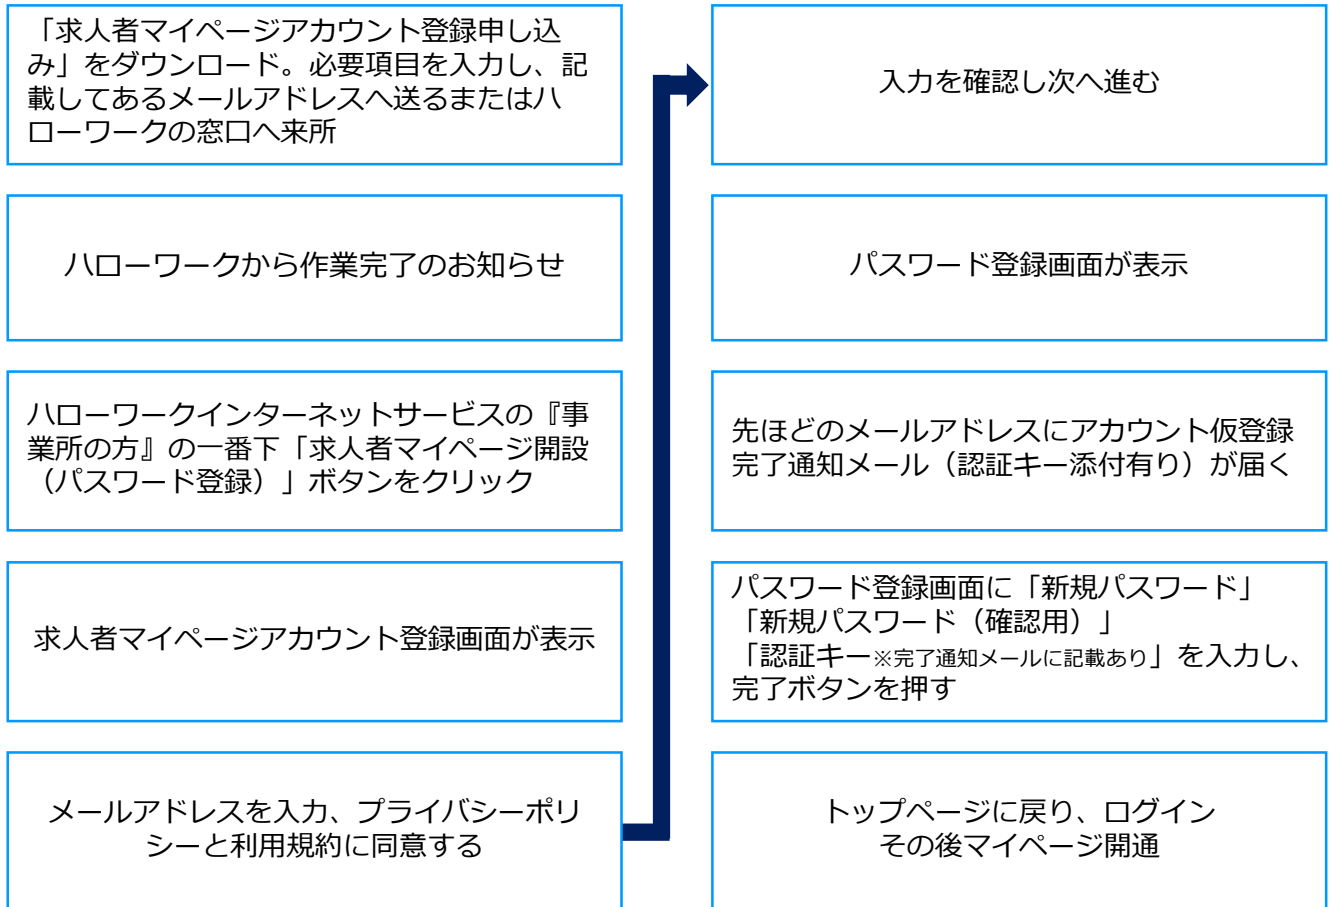 「求人者マイページアカウント登録申し込
み」をダウンロード。必要項目を入力し、記
載してあるメールアドレスへ送るまたはハ
ローワークの窓口へ来所
ハローワークから作業完了のお知らせ
ハローワークインターネットサービスの『事
業所の方』の一番下「求人者マイページ開設
（パスワード登録）」ボタンをクリック
求人者マイページアカウント登録画面が表示
メールアドレスを入力、プライバシーポリ
シーと利用規約に同意する
入力を確認し次へ進む
パスワード登録画面が表示
先ほどのメールアドレスにアカウント仮登録
完了通知メール（認証キー添付有り）が届く
パスワード登録画面に「新規パスワード」
「新規パスワード（確認用）」
「認証キー※完了通知メールに記載あり」を入力し、
完了ボタンを押す
トップページに戻り、ログイン
その後マイページ開通